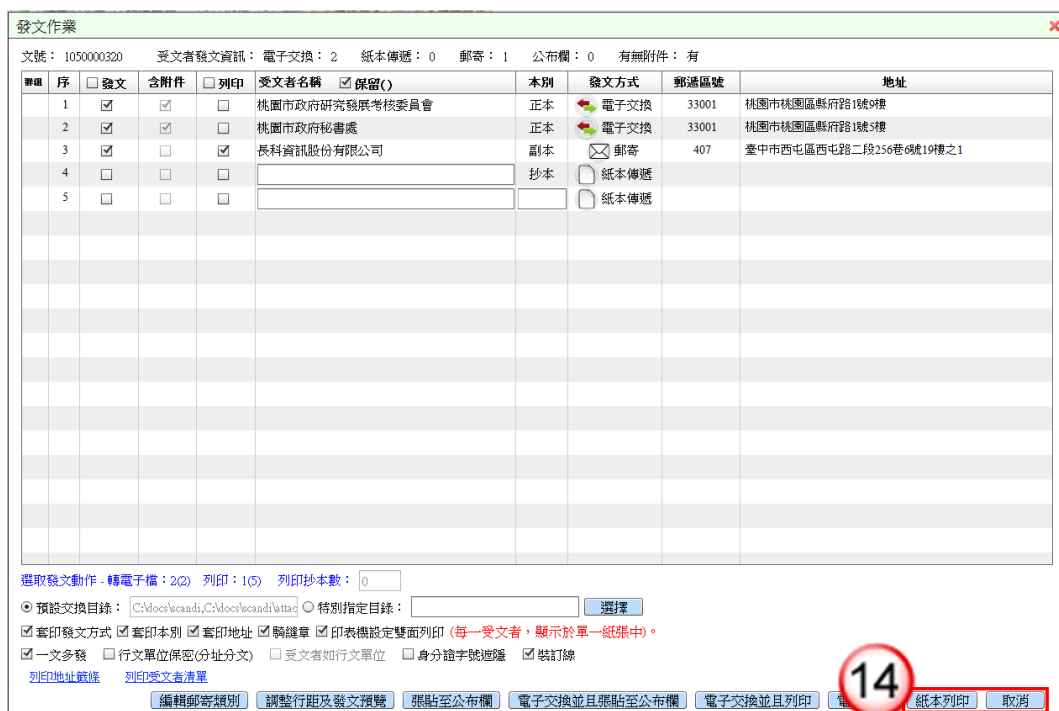 發文作業
文號： 1050000320 受文者發文資訊： 電子交換： 2 紙本傳遞： 0 郵寄： 1 公布欄： 0 有無附件： 有
群組 序 發文 含附件 列印 受文者名稱 保留() 本別 發文方式 郵遞區號 地址
1 桃園市政府研究發展考核委員會 正本 電子交換 33001 桃園市桃園區縣府路1號9樓
2 桃園市政府秘書處 正本 電子交換 33001 桃園市桃園區縣府路1號5樓
3 長科資訊股份有限公司 副本 郵寄 407 臺中市西屯區西屯路二段256巷6號19樓之1
4 抄本 紙本傳遞
5 紙本傳遞
選取發文動作 - 轉電子檔：2(2) 列印：1(5) 列印抄本數： 0
預設交換目錄： C:\docs\scandi,C:\docs\scandi\attac 特別指定目錄： 選擇
套印發文方式 套印本別 套印地址 騎縫章 印表機設定雙面列印 (每一受文者，顯示於單一紙張中)。
一文多發 行文單位保密(分址分文) 受文者如行文單位 身分證字號遮隱 裝訂線
列印地址籤條 列印受文者清單
14
編輯郵寄類別 調整行距及發文預覽 張貼至公布欄 電子交換並且張貼至公布欄 電子交換並且列印 紙本列印 取消